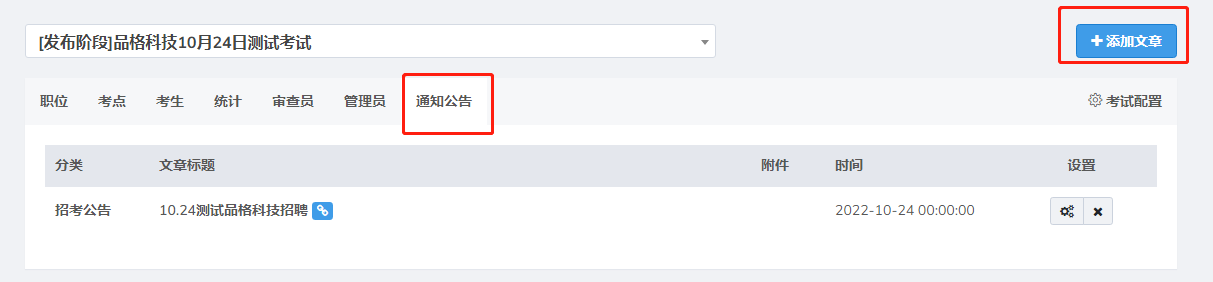 [发布阶段]品格科技10月24日测试考试
添加文章
职位 考点 考生 统计 审查员 管理员 通知公告 考试配置
分类 文章标题 附件 时间 设置
招考公告 10.24测试品格科技招聘 2022-10-24 00:00:00